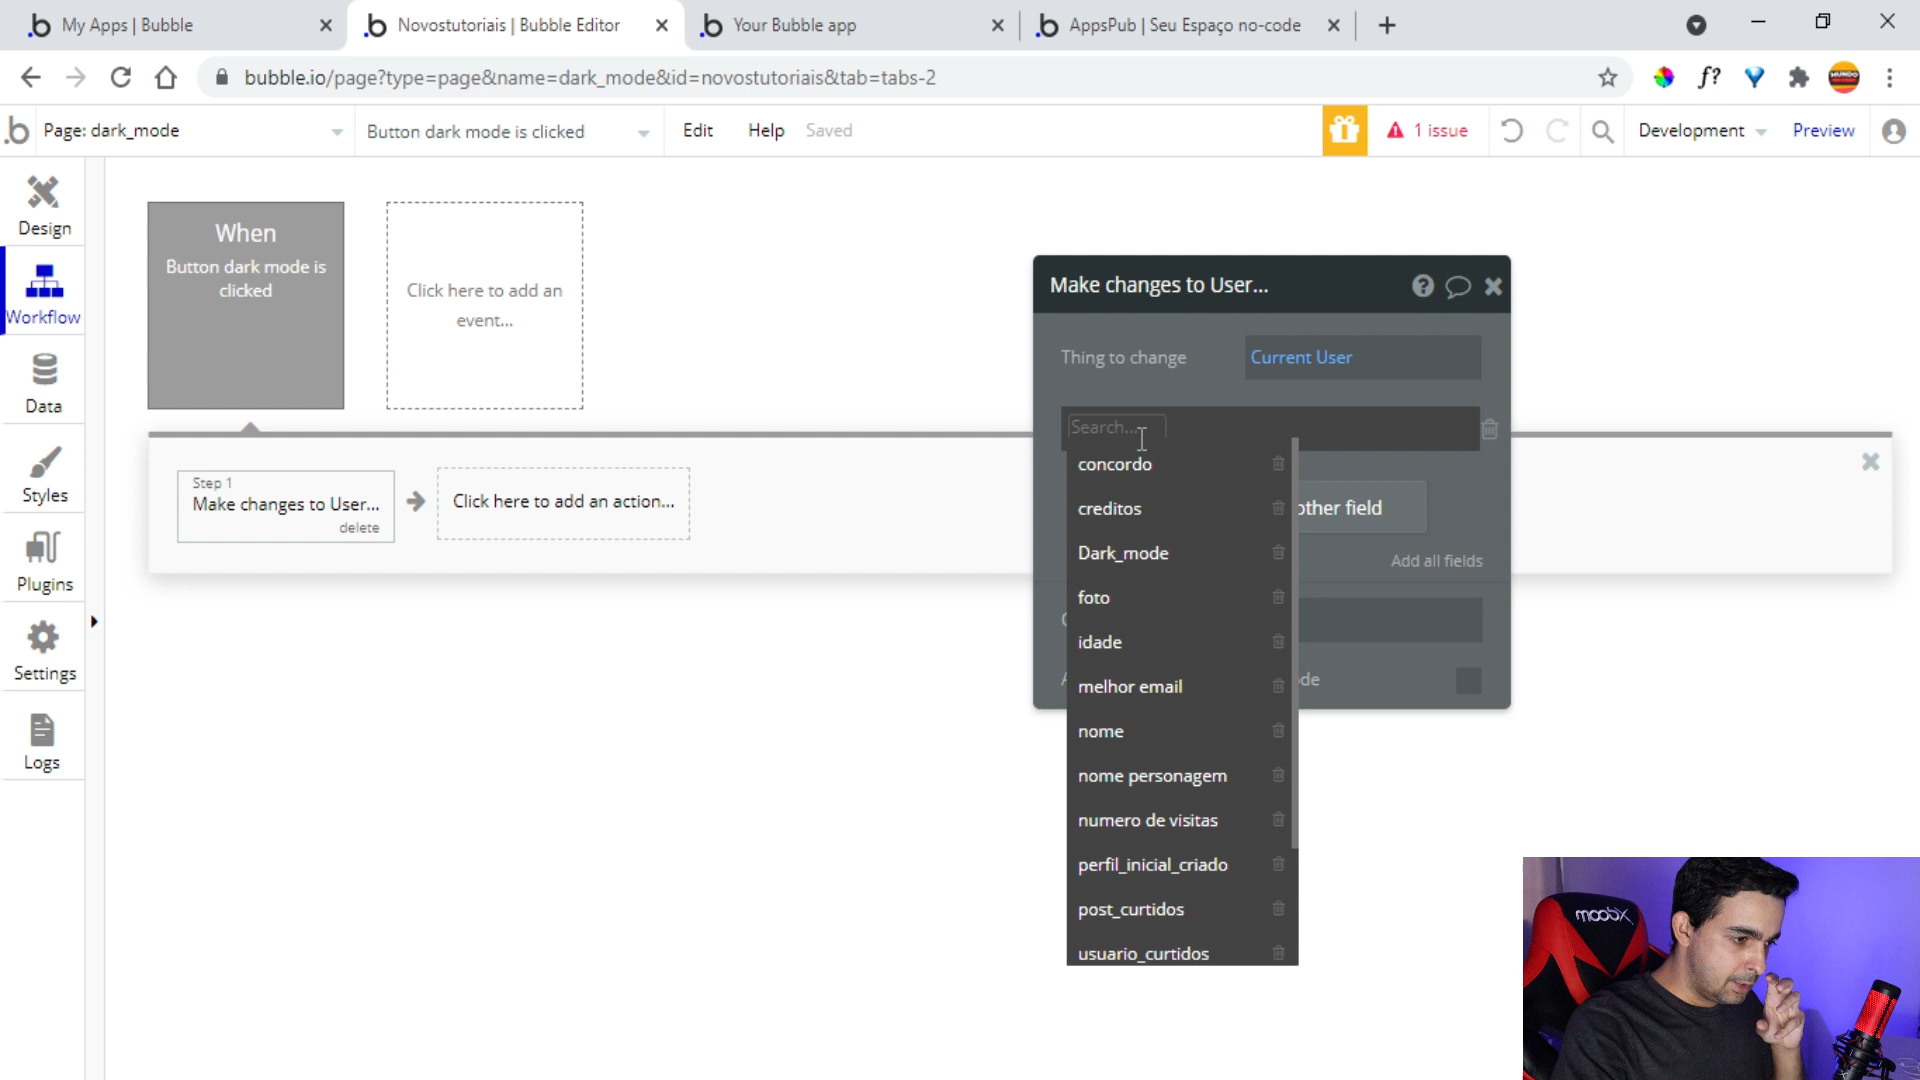 My Apps | Bubble
Novostutoriais | Bubble Editor
Your Bubble app
AppsPub | Seu Espaço no-code
bubble.io/page?type=page&name=dark_mode&id=novostutoriais&tab=tabs-2
f?
Page: dark_mode
Button dark mode is clicked
Edit
Help
Saved
1 issue
Development
Preview
Design
Workflow
Data
Styles
Plugins
Settings
Logs
When
Button dark mode is
clicked
Click here to add an
event...
Step 1
Make changes to User...
delete
Click here to add an action...
Make changes to User...
Thing to change
Current User
Search...
concordo
creditos
Dark_mode
foto
idade
melhor email
nome
nome personagem
numero de visitas
perfil_inicial_criado
post_curtidos
usuario_curtidos
other field
Add all fields
de
moobX